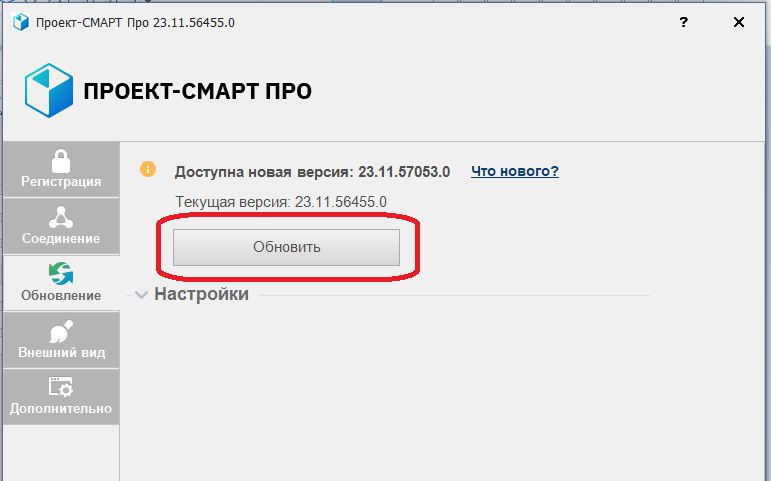 Проект-СМАРТ Про 23.11.56455.0
?
ПРОЕКТ-СМАРТ ПРО
Регистрация
Соединение
Обновление
Внешний вид
Дополнительно
Доступна новая версия: 23.11.57053.0 Что нового?
Текущая версия: 23.11.56455.0
Обновить
Настройки